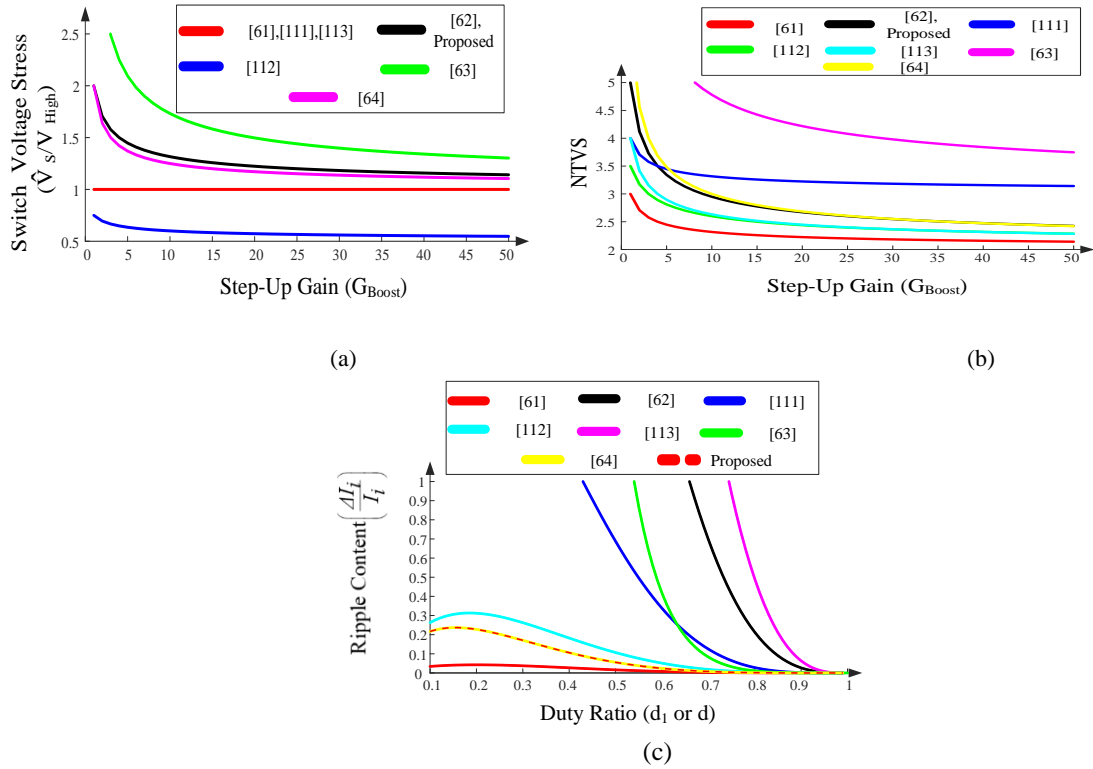 [61],[111],[113]
[62],
Proposed
[112]
[63]
[64]
Switch Voltage Stress
(V̂ S/V High)
2.5
2
1.5
1
0.5
0 5 10 15 20 25 30 35 40 45 50
Step-Up Gain (GBoost)
(a)
[61]
[62],
Proposed
[111]
[112]
[113]
[63]
[64]
NTVS
5
4.5
4
3.5
3
2.5
2
0 5 10 15 20 25 30 35 40 45 50
Step-Up Gain (GBoost)
(b)
[61] [62] [111]
[112] [113] [63]
[64] Proposed
Ripple Content (ΔIi/Ii)
1
0.9
0.8
0.7
0.6
0.5
0.4
0.3
0.2
0.1
0
0.1 0.2 0.3 0.4 0.5 0.6 0.7 0.8 0.9 1
Duty Ratio (d1 or d)
(c)